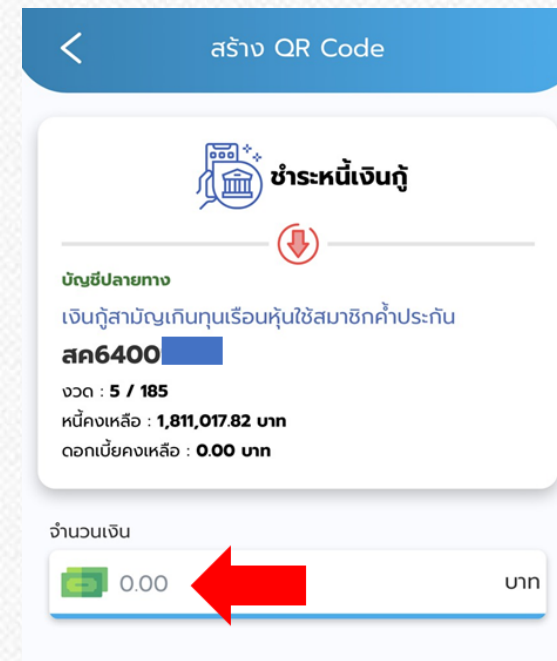 สร้าง QR Code
ชำระหนี้เงินกู้
บัญชีปลายทาง
เงินกู้สามัญเกินทุนเรือนหุ้นใช้สมาชิกค้ำประกัน
สค6400
งวด : 5 / 185
หนี้คงเหลือ : 1,811,017.82 บาท
ดอกเบี้ยคงเหลือ : 0.00 บาท
จำนวนเงิน
0.00 บาท